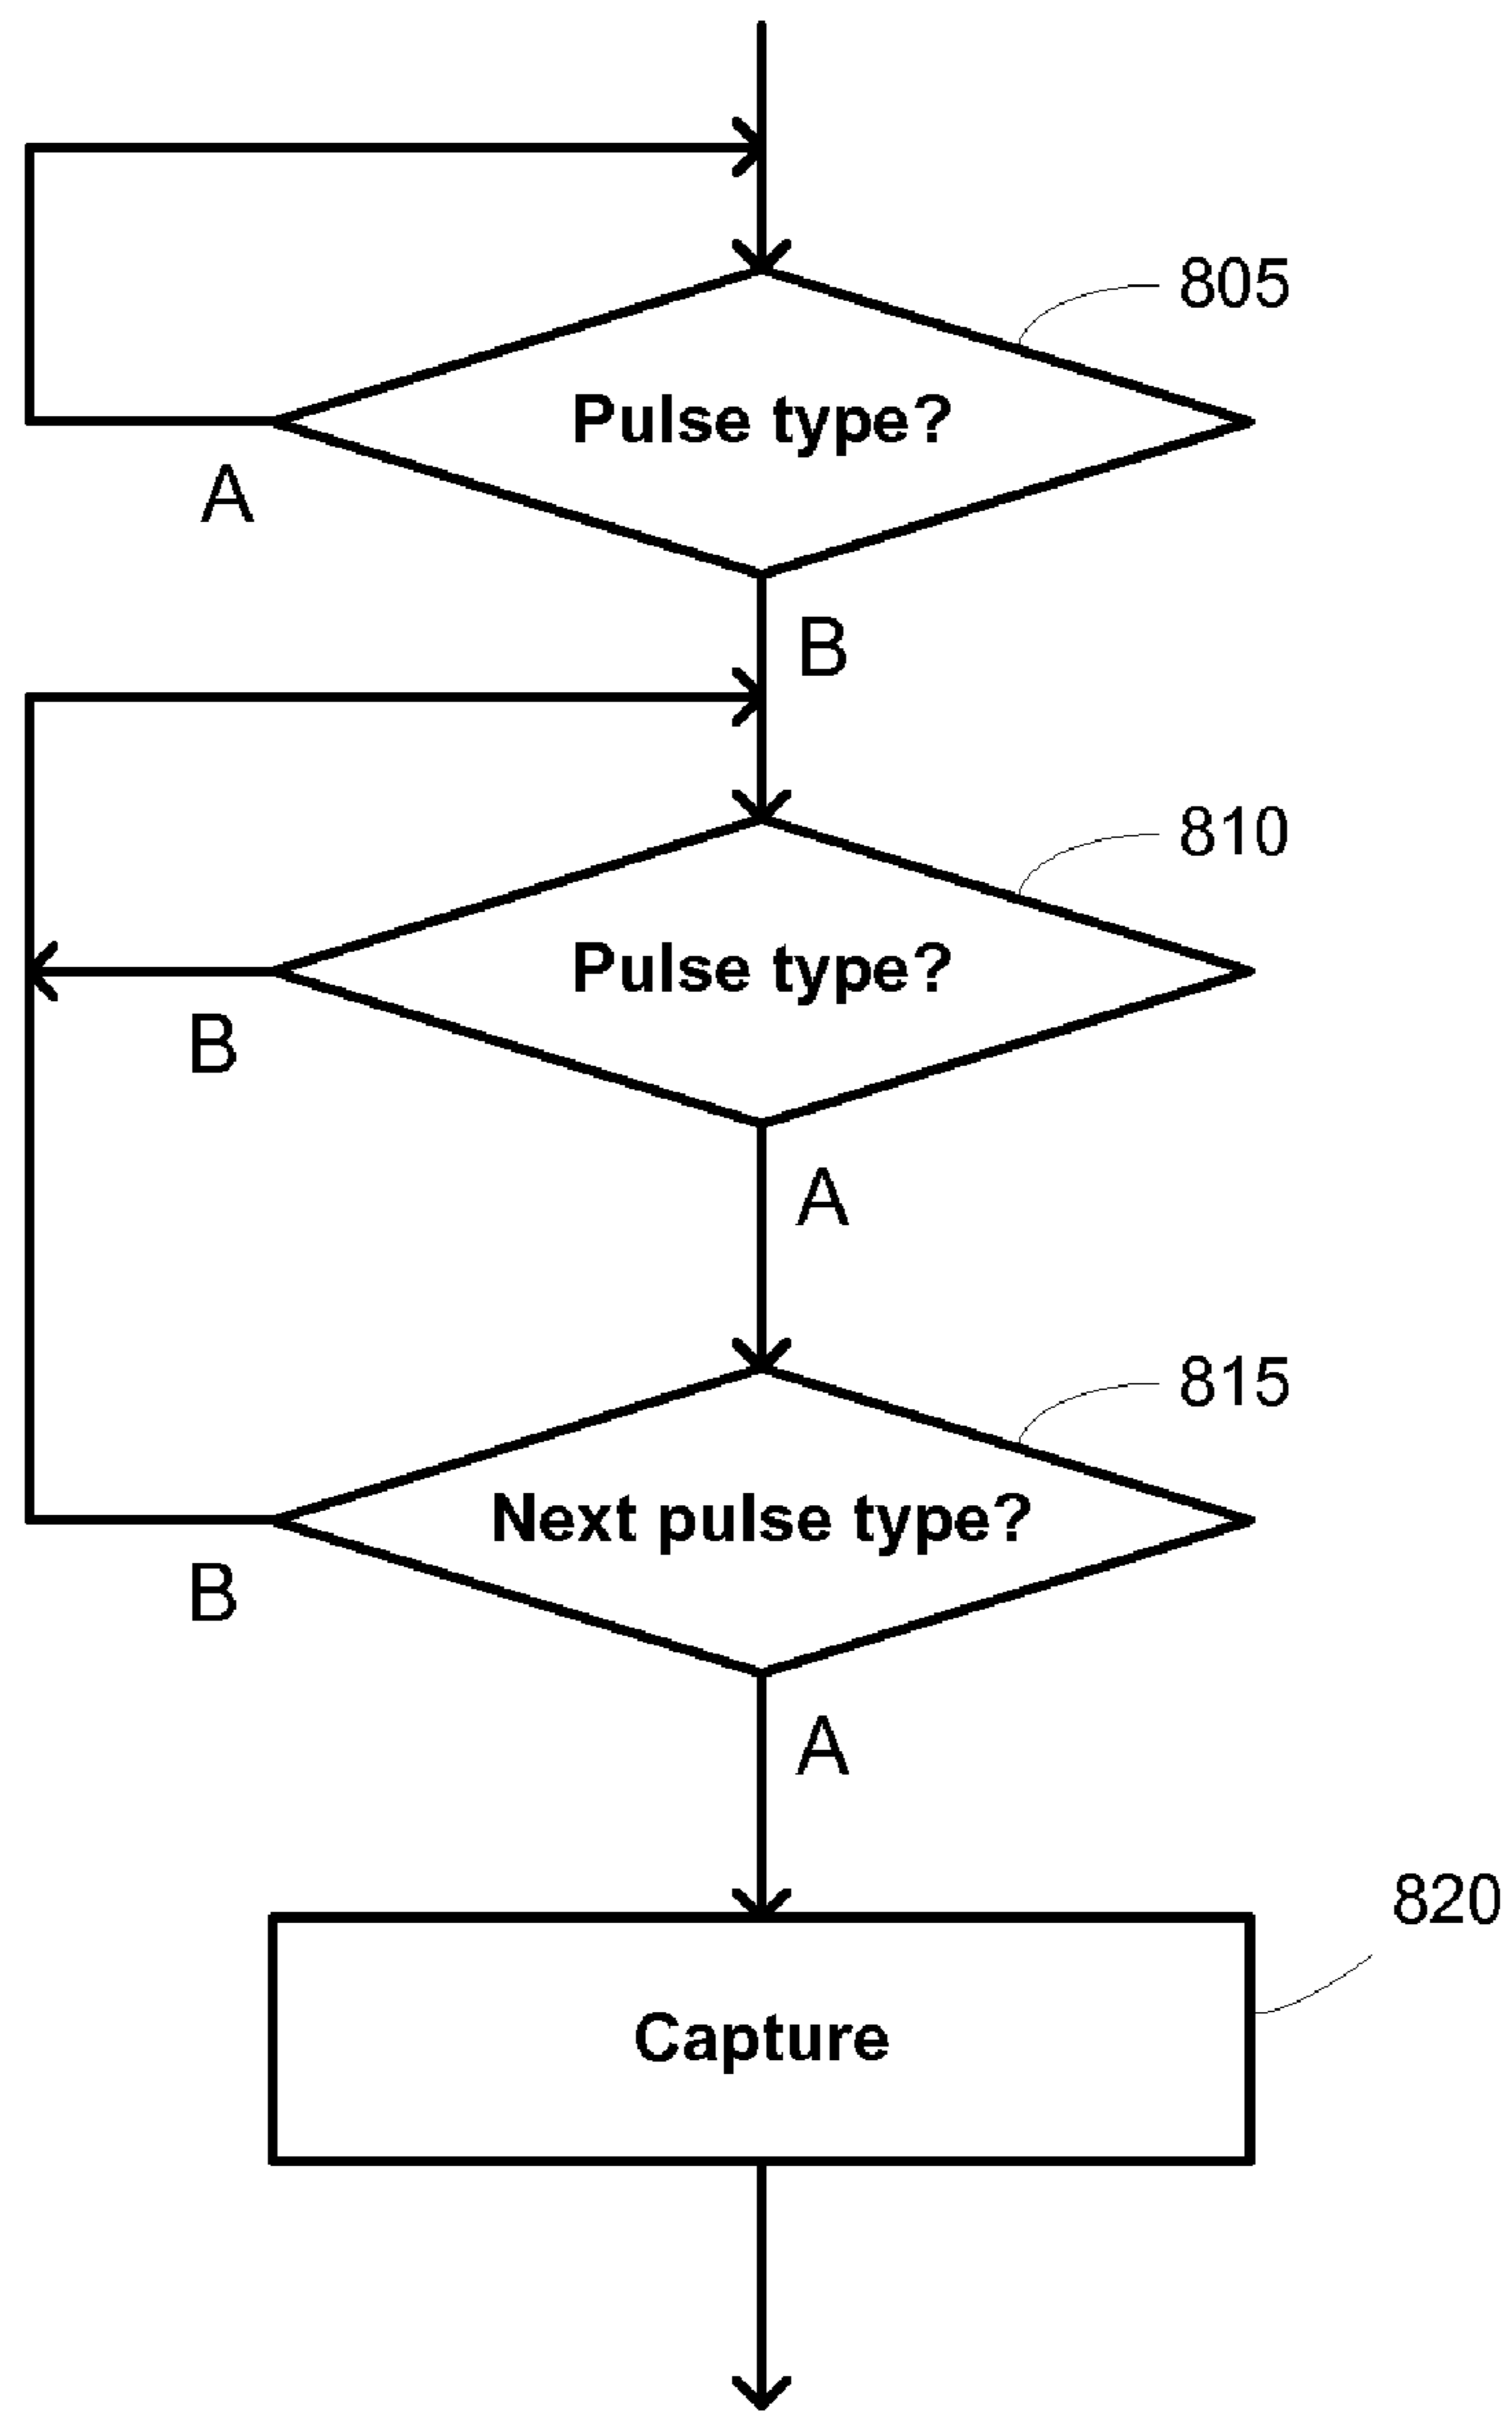 805
Pulse type?
A
B
810
Pulse type?
B
A
815
Next pulse type?
B
A
820
Capture